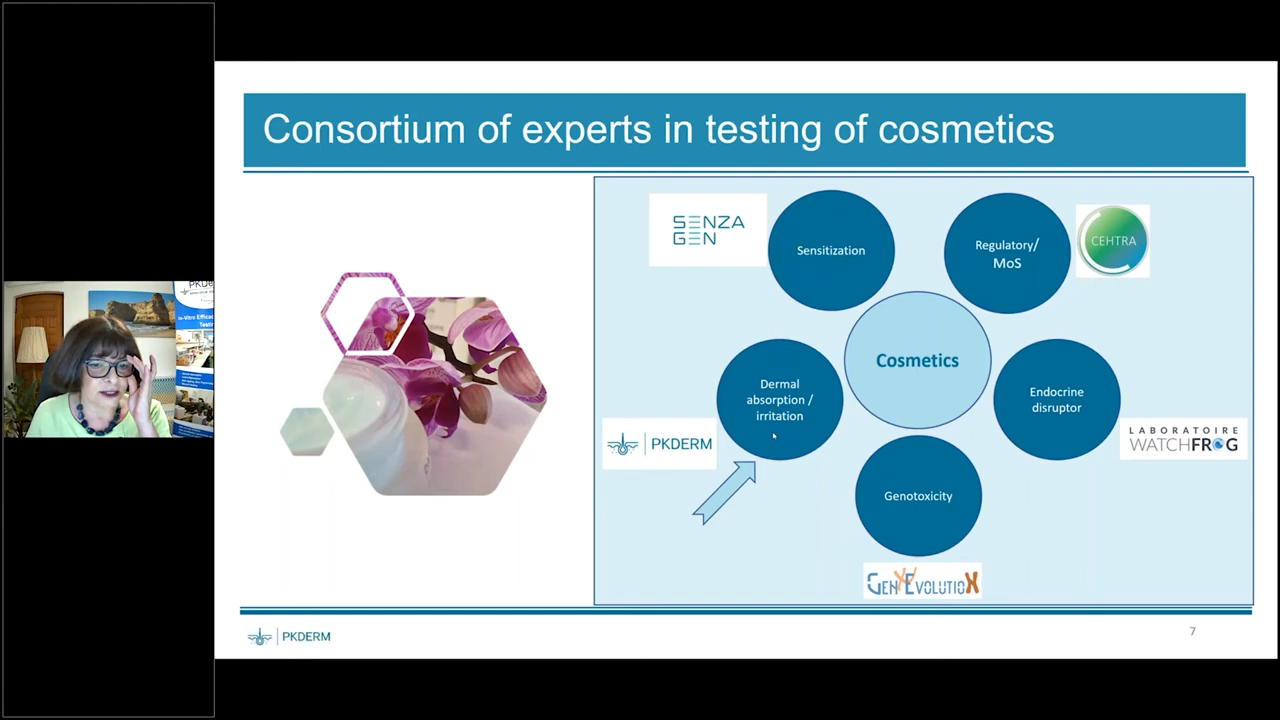 Consortium of experts in testing of cosmetics
SENZA
GEN
Sensitization
Regulatory/
MoS
CEHTRA
Cosmetics
Dermal
absorption /
irritation
Endocrine
disruptor
PKDERM
LABORATOIRE
WATCHFROG
Genotoxicity
GENEVOLUTIOX
PKDERM
7